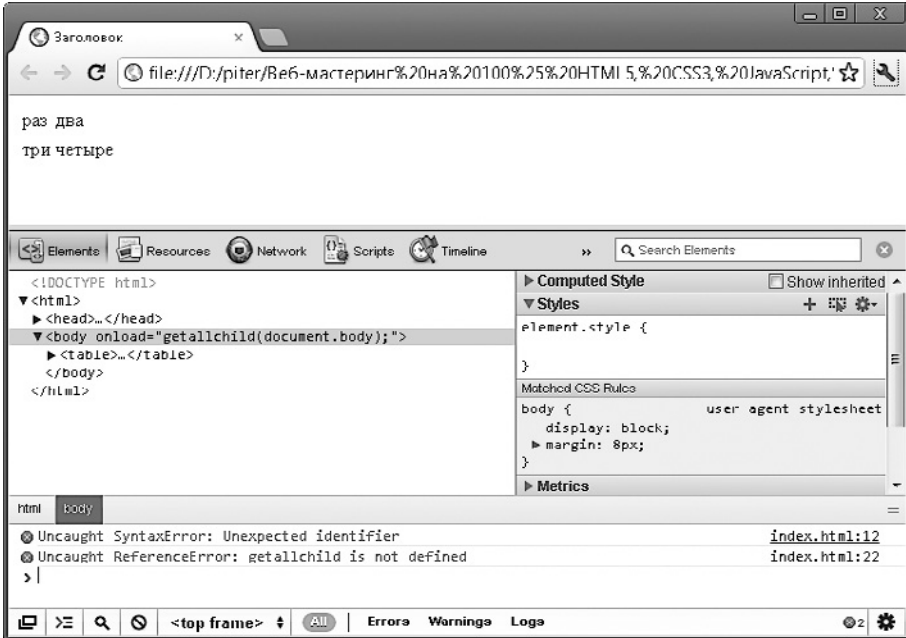 Заголовок ×
file:///D:/piter/Веб-мастеринг%20на%20100%25%20HTML5,%20CSS3,%20JavaScript,
раз два
три четыре
Elements Resources Network Scripts Timeline » Search Elements
<!DOCTYPE html>
▼<html>
▶<head>…</head>
▼<body onload="getallchild(document.body);">
▶<table>…</table>
</body>
</html>
▶ Computed Style Show inherited
▼ Styles
element.style {
}
Matched CSS Rules
body { user agent stylesheet
display: block;
▶ margin: 8px;
}
▶ Metrics
html body
Uncaught SyntaxError: Unexpected identifier index.html:12
Uncaught ReferenceError: getallchild is not defined index.html:22
>
<top frame> All Errors Warnings Logs 2